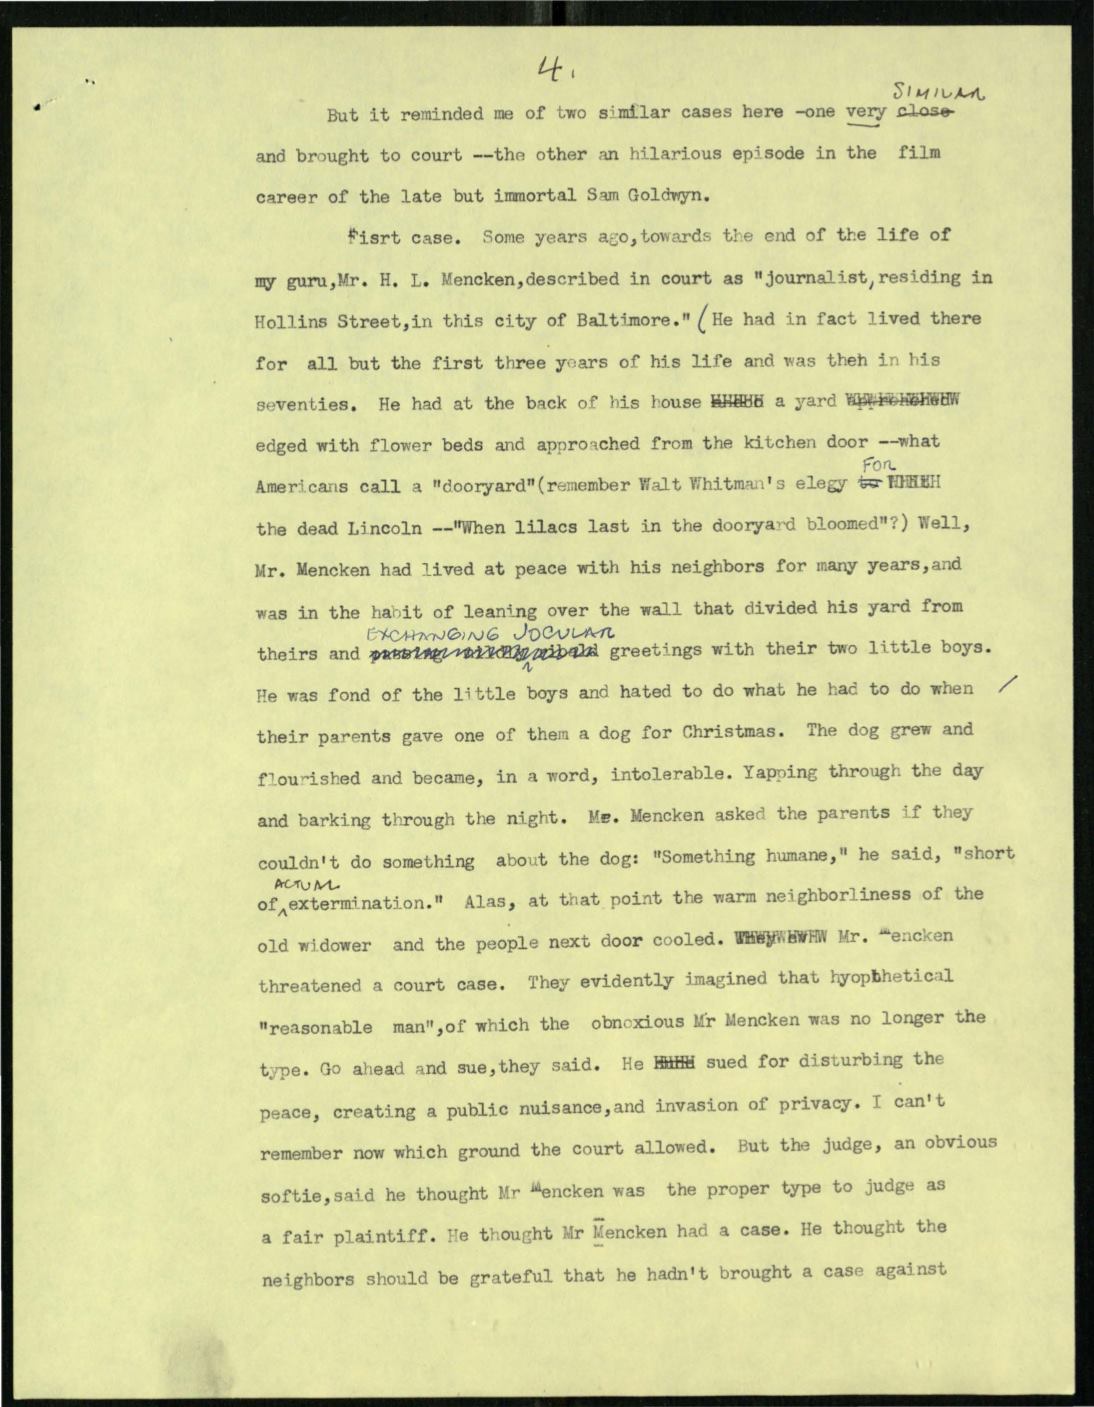 4.
SIMILAR
But it reminded me of two similar cases here -one very close
and brought to court --the other an hilarious episode in the film
career of the late but immortal Sam Goldwyn.
Fisrt case. Some years ago,towards the end of the life of
my guru,Mr. H. L. Mencken,described in court as "journalist,residing in
Hollins Street,in this city of Baltimore." (He had in fact lived there
for all but the first three years of his life and was theh in his
seventies. He had at the back of his house a yard
edged with flower beds and approached from the kitchen door --what
FOR
Americans call a "dooryard"(remember Walt Whitman's elegy to
the dead Lincoln --"When lilacs last in the dooryard bloomed"?) Well,
Mr. Mencken had lived at peace with his neighbors for many years,and
was in the habit of leaning over the wall that divided his yard from
EXCHANGING JOCULAR
theirs and greetings with their two little boys.
He was fond of the little boys and hated to do what he had to do when /
their parents gave one of them a dog for Christmas. The dog grew and
flourished and became, in a word, intolerable. Yapping through the day
and barking through the night. Mr. Mencken asked the parents if they
couldn't do something about the dog: "Something humane," he said, "short
ACTUAL
of extermination." Alas, at that point the warm neighborliness of the
old widower and the people next door cooled. Mr. Mencken
threatened a court case. They evidently imagined that hyopthetical
"reasonable man",of which the obnoxious Mr Mencken was no longer the
type. Go ahead and sue,they said. He sued for disturbing the
peace, creating a public nuisance,and invasion of privacy. I can't
remember now which ground the court allowed. But the judge, an obvious
softie,said he thought Mr Mencken was the proper type to judge as
a fair plaintiff. He thought Mr Mencken had a case. He thought the
neighbors should be grateful that he hadn't brought a case against